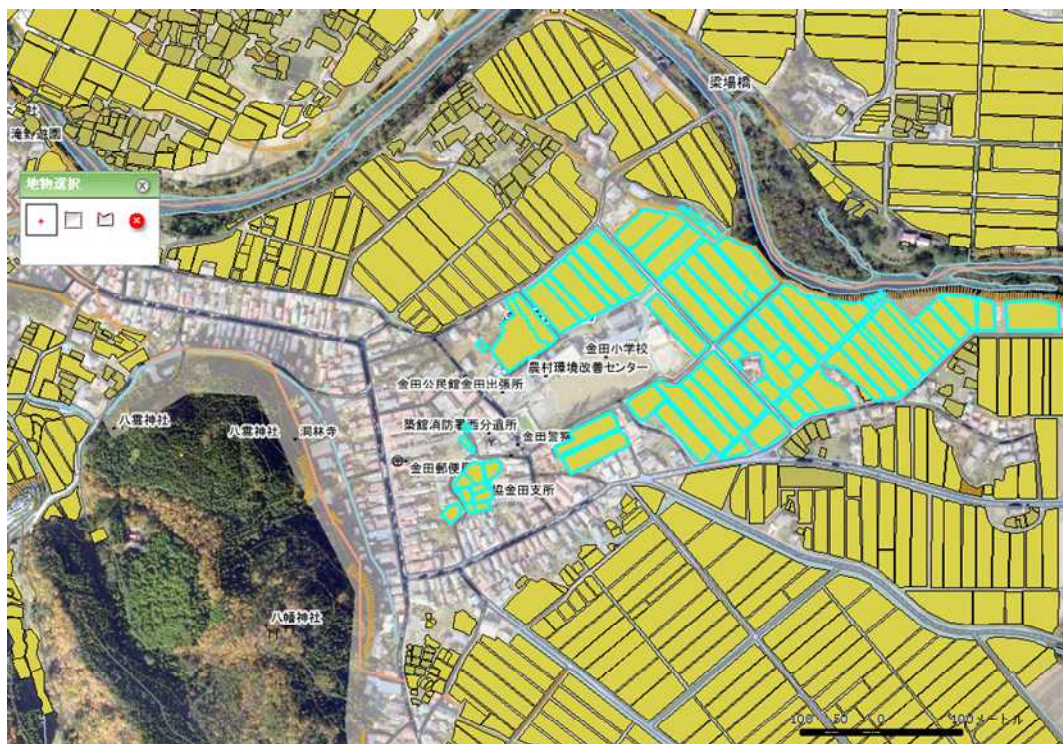 梁場橋
滝野遊園
地物選択
金田小学校
農村環境改善センター
金田公民館金田出張所
八雲神社
八雲神社
洞林寺
築館消防署西分遣所
金田警察
金田郵便局
協金田支所
八幡神社
100 50 0 100メートル